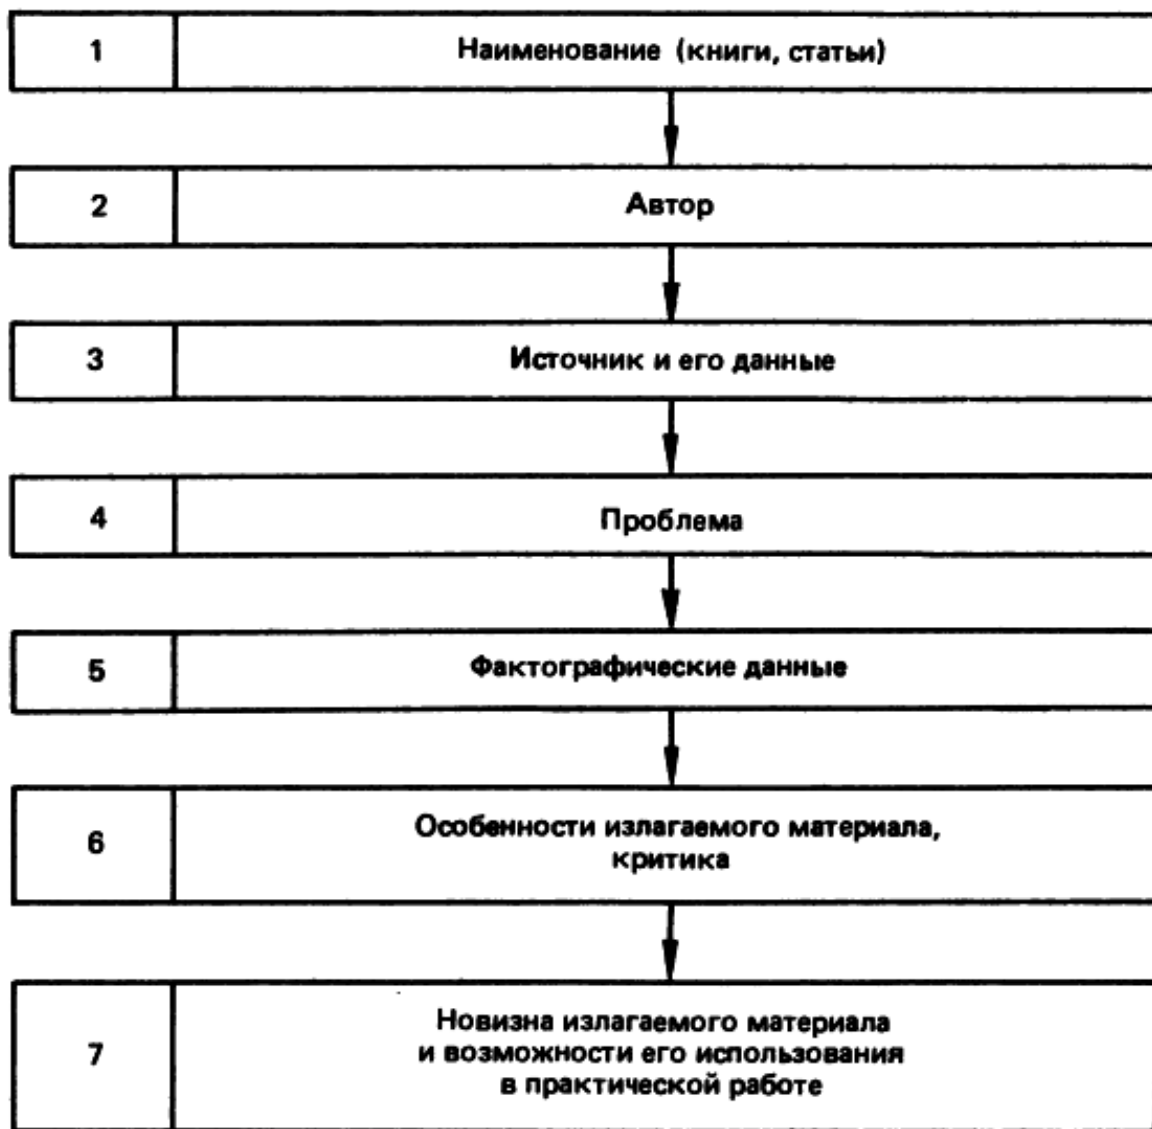 1 Наименование (книги, статьи)
2 Автор
3 Источник и его данные
4 Проблема
5 Фактографические данные
6 Особенности излагаемого материала,
критика
7 Новизна излагаемого материала
и возможности его использования
в практической работе